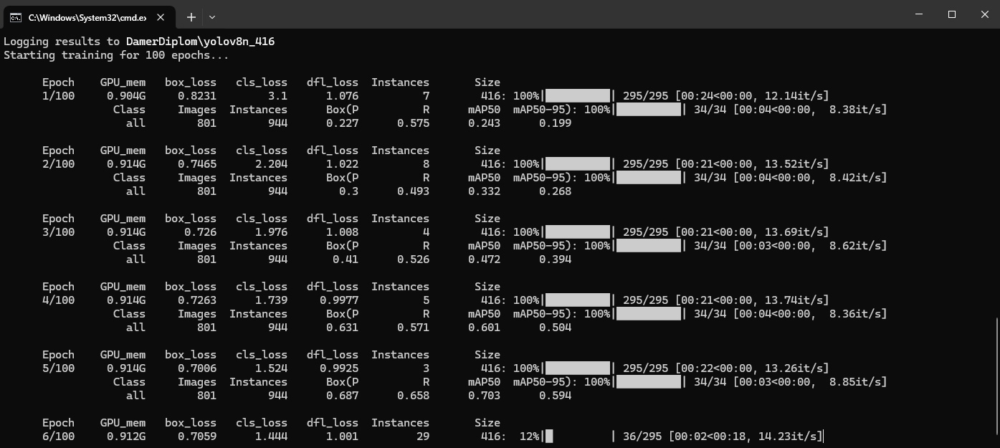 C:\Windows\System32\cmd.ex
Logging results to DamerDiplom\yolov8n_416
Starting training for 100 epochs...
Epoch GPU_mem box_loss cls_loss dfl_loss Instances Size
1/100 0.904G 0.8231 3.1 1.076 7 416: 100%|██████████| 295/295 [00:24<00:00, 12.14it/s]
Class Images Instances Box(P R mAP50 mAP50-95): 100%|██████████| 34/34 [00:04<00:00, 8.38it/s]
all 801 944 0.227 0.575 0.243 0.199
Epoch GPU_mem box_loss cls_loss dfl_loss Instances Size
2/100 0.914G 0.7465 2.204 1.022 8 416: 100%|██████████| 295/295 [00:21<00:00, 13.52it/s]
Class Images Instances Box(P R mAP50 mAP50-95): 100%|██████████| 34/34 [00:04<00:00, 8.42it/s]
all 801 944 0.3 0.493 0.332 0.268
Epoch GPU_mem box_loss cls_loss dfl_loss Instances Size
3/100 0.914G 0.726 1.976 1.008 4 416: 100%|██████████| 295/295 [00:21<00:00, 13.69it/s]
Class Images Instances Box(P R mAP50 mAP50-95): 100%|██████████| 34/34 [00:03<00:00, 8.62it/s]
all 801 944 0.41 0.526 0.472 0.394
Epoch GPU_mem box_loss cls_loss dfl_loss Instances Size
4/100 0.914G 0.7263 1.739 0.9977 5 416: 100%|██████████| 295/295 [00:21<00:00, 13.74it/s]
Class Images Instances Box(P R mAP50 mAP50-95): 100%|██████████| 34/34 [00:04<00:00, 8.36it/s]
all 801 944 0.631 0.571 0.601 0.504
Epoch GPU_mem box_loss cls_loss dfl_loss Instances Size
5/100 0.914G 0.7006 1.524 0.9925 3 416: 100%|██████████| 295/295 [00:22<00:00, 13.26it/s]
Class Images Instances Box(P R mAP50 mAP50-95): 100%|██████████| 34/34 [00:03<00:00, 8.85it/s]
all 801 944 0.687 0.658 0.703 0.594
Epoch GPU_mem box_loss cls_loss dfl_loss Instances Size
6/100 0.912G 0.7059 1.444 1.001 29 416: 12%|█ | 36/295 [00:02<00:18, 14.23it/s]